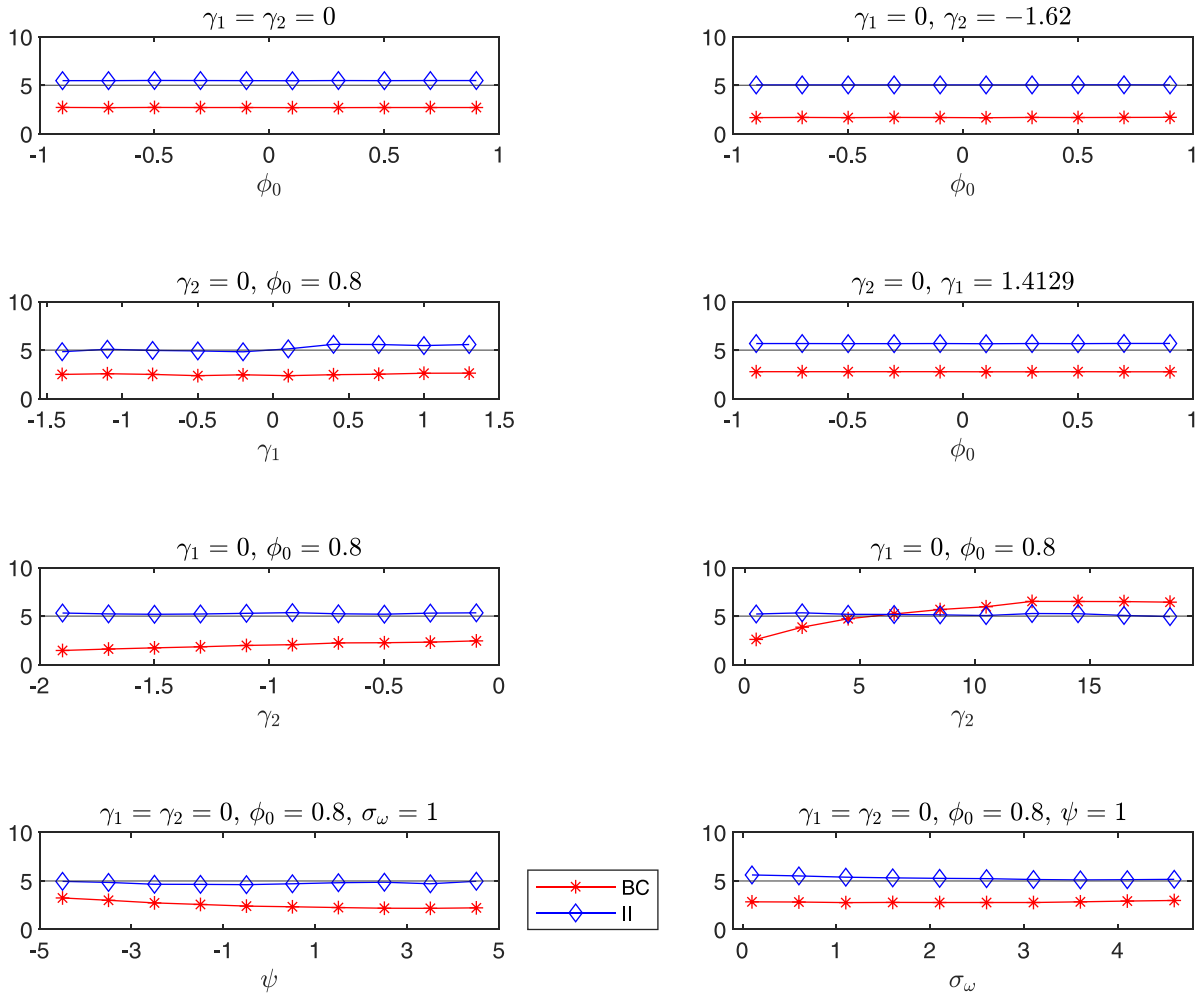 γ₁ = γ₂ = 0
10
5
0
-1 -0.5 0 0.5 1
ϕ₀
γ₁ = 0, γ₂ = −1.62
10
5
0
-1 -0.5 0 0.5 1
ϕ₀
γ₂ = 0, ϕ₀ = 0.8
10
5
0
-1.5 -1 -0.5 0 0.5 1 1.5
γ₁
γ₂ = 0, γ₁ = 1.4129
10
5
0
-1 -0.5 0 0.5 1
ϕ₀
γ₁ = 0, ϕ₀ = 0.8
10
5
0
-2 -1.5 -1 -0.5 0
γ₂
γ₁ = 0, ϕ₀ = 0.8
10
5
0
0 5 10 15
γ₂
γ₁ = γ₂ = 0, ϕ₀ = 0.8, σ_ω = 1
10
5
0
-5 -3 -1 1 3 5
ψ
BC
II
γ₁ = γ₂ = 0, ϕ₀ = 0.8, ψ = 1
10
5
0
0 1 2 3 4
σ_ω